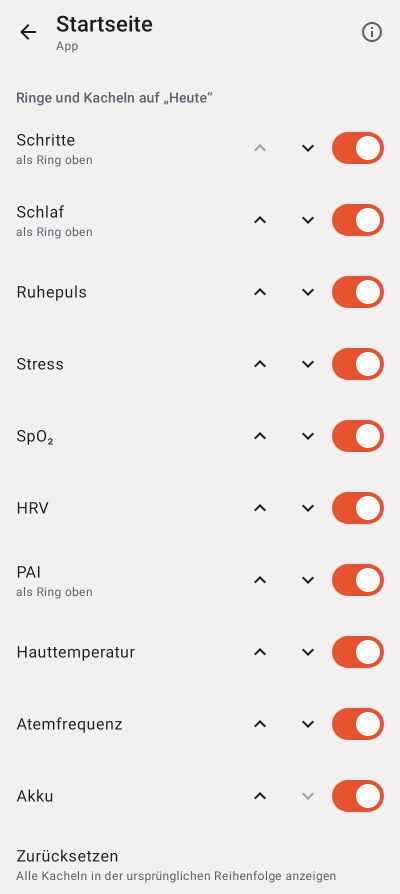 Startseite
App
Ringe und Kacheln auf „Heute“
Schritte
als Ring oben
Schlaf
als Ring oben
Ruhepuls
Stress
SpO₂
HRV
PAI
als Ring oben
Hauttemperatur
Atemfrequenz
Akku
Zurücksetzen
Alle Kacheln in der ursprünglichen Reihenfolge anzeigen